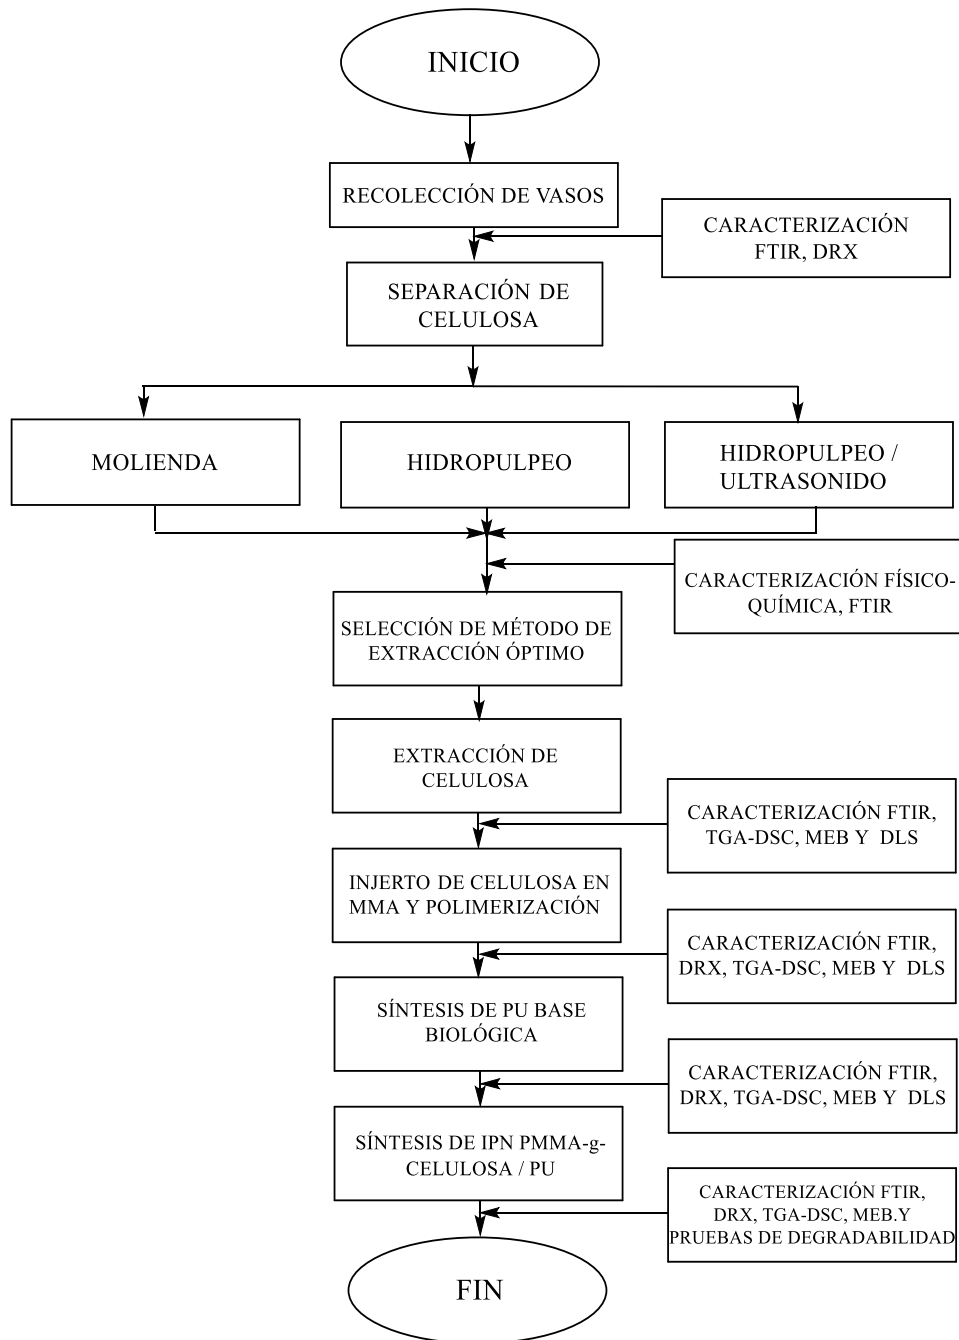 INICIO
RECOLECCIÓN DE VASOS
CARACTERIZACIÓN
FTIR, DRX
SEPARACIÓN DE
CELULOSA
MOLIENDA
HIDROPULPEO
HIDROPULPEO /
ULTRASONIDO
CARACTERIZACIÓN FÍSICO-
QUÍMICA, FTIR
SELECCIÓN DE MÉTODO DE
EXTRACCIÓN ÓPTIMO
EXTRACCIÓN DE
CELULOSA
CARACTERIZACIÓN FTIR,
TGA-DSC, MEB Y DLS
INJERTO DE CELULOSA EN
MMA Y POLIMERIZACIÓN
CARACTERIZACIÓN FTIR,
DRX, TGA-DSC, MEB Y DLS
SÍNTESIS DE PU BASE
BIOLÓGICA
CARACTERIZACIÓN FTIR,
DRX, TGA-DSC, MEB Y DLS
SÍNTESIS DE IPN PMMA-g-
CELULOSA / PU
CARACTERIZACIÓN FTIR,
DRX, TGA-DSC, MEB.Y
PRUEBAS DE DEGRADABILIDAD
FIN